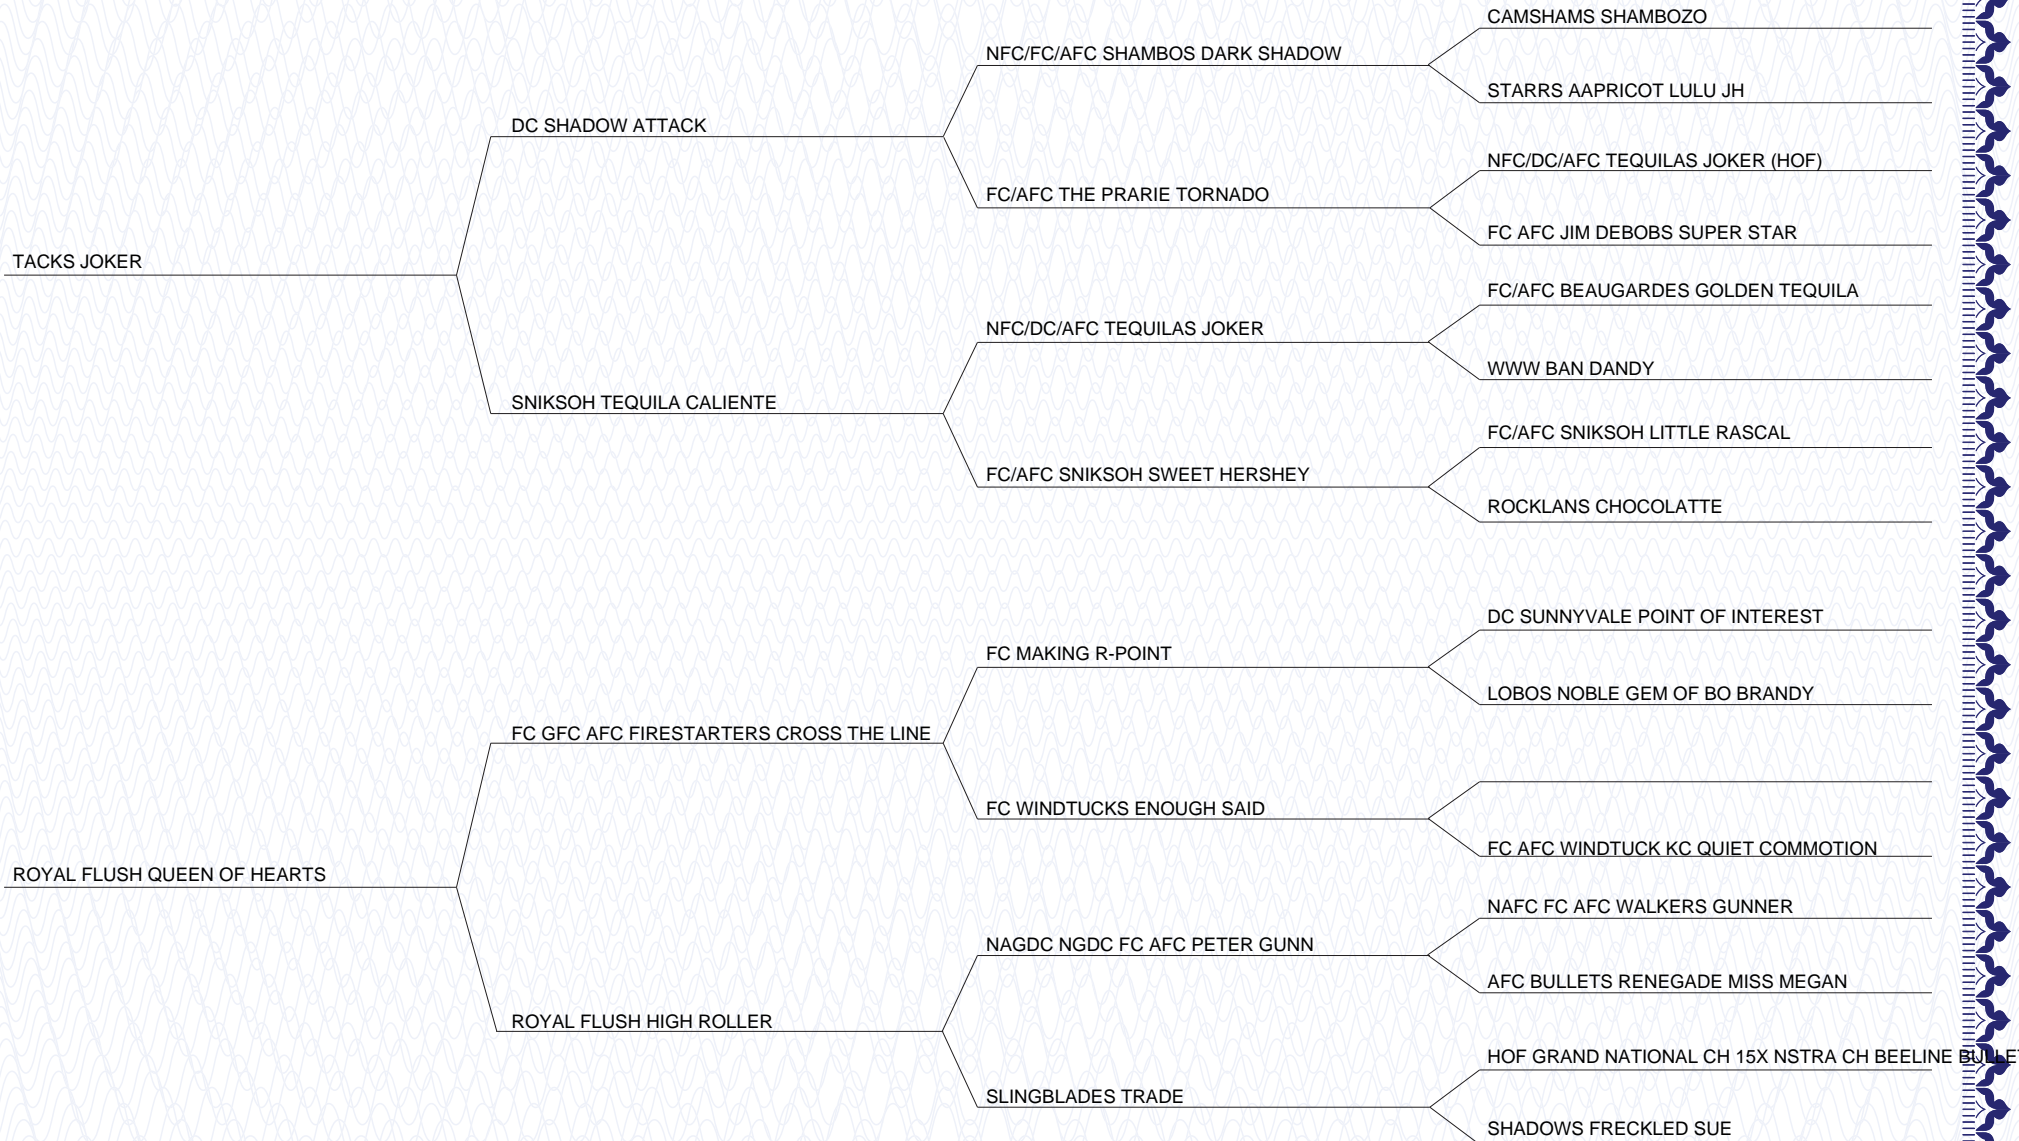 CAMSHAMS SHAMBOZO
NFC/FC/AFC SHAMBOS DARK SHADOW
STARRS AAPRICOT LULU JH
DC SHADOW ATTACK
NFC/DC/AFC TEQUILAS JOKER (HOF)
FC/AFC THE PRARIE TORNADO
FC AFC JIM DEBOBS SUPER STAR
TACKS JOKER
FC/AFC BEAUGARDES GOLDEN TEQUILA
NFC/DC/AFC TEQUILAS JOKER
WWW BAN DANDY
SNIKSOH TEQUILA CALIENTE
FC/AFC SNIKSOH LITTLE RASCAL
FC/AFC SNIKSOH SWEET HERSHEY
ROCKLANS CHOCOLATTE
DC SUNNYVALE POINT OF INTEREST
FC MAKING R-POINT
LOBOS NOBLE GEM OF BO BRANDY
FC GFC AFC FIRESTARTERS CROSS THE LINE
FC WINDTUCKS ENOUGH SAID
FC AFC WINDTUCK KC QUIET COMMOTION
ROYAL FLUSH QUEEN OF HEARTS
NAFC FC AFC WALKERS GUNNER
NAGDC NGDC FC AFC PETER GUNN
AFC BULLETS RENEGADE MISS MEGAN
ROYAL FLUSH HIGH ROLLER
HOF GRAND NATIONAL CH 15X NSTRA CH BEELINE BULLET
SLINGBLADES TRADE
SHADOWS FRECKLED SUE